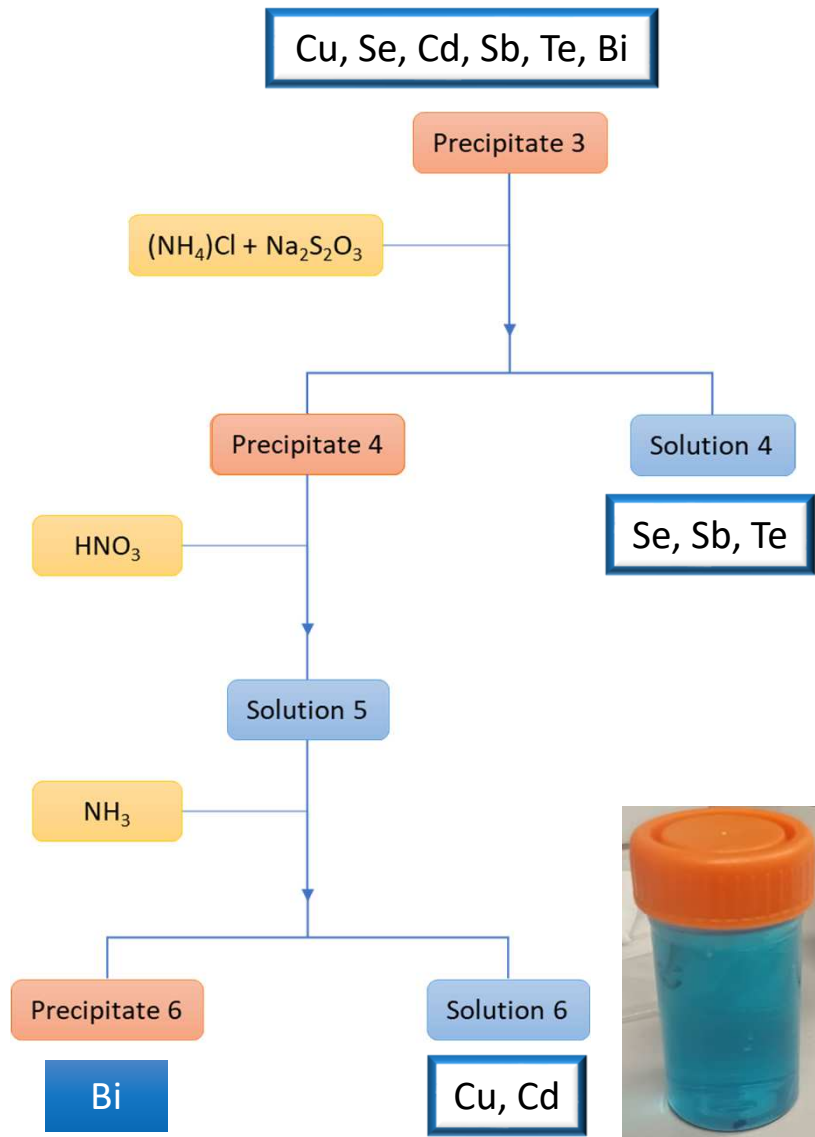 Cu, Se, Cd, Sb, Te, Bi
Precipitate 3
(NH₄)Cl + Na₂S₂O₃
Precipitate 4
Solution 4
HNO₃
Se, Sb, Te
Solution 5
NH₃
Precipitate 6
Solution 6
Bi
Cu, Cd